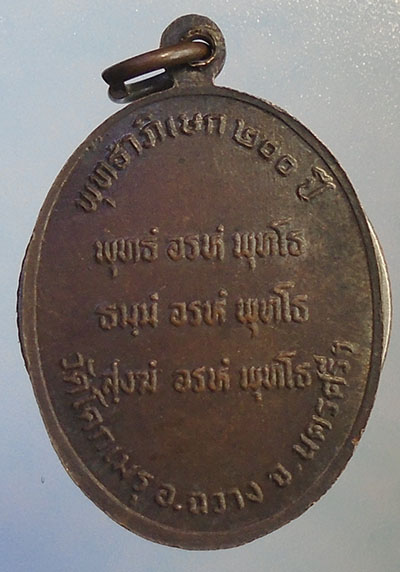 พุทธาภิเษก ๒๐๐ ปี
พุทธํ อรหํ พุทโธ
ธมฺมํ อรหํ พุทโธ
สงฺฆํ อรหํ พุทโธ
วัดโคกเมรุ อ.ฉวาง จ.นครศรีฯ